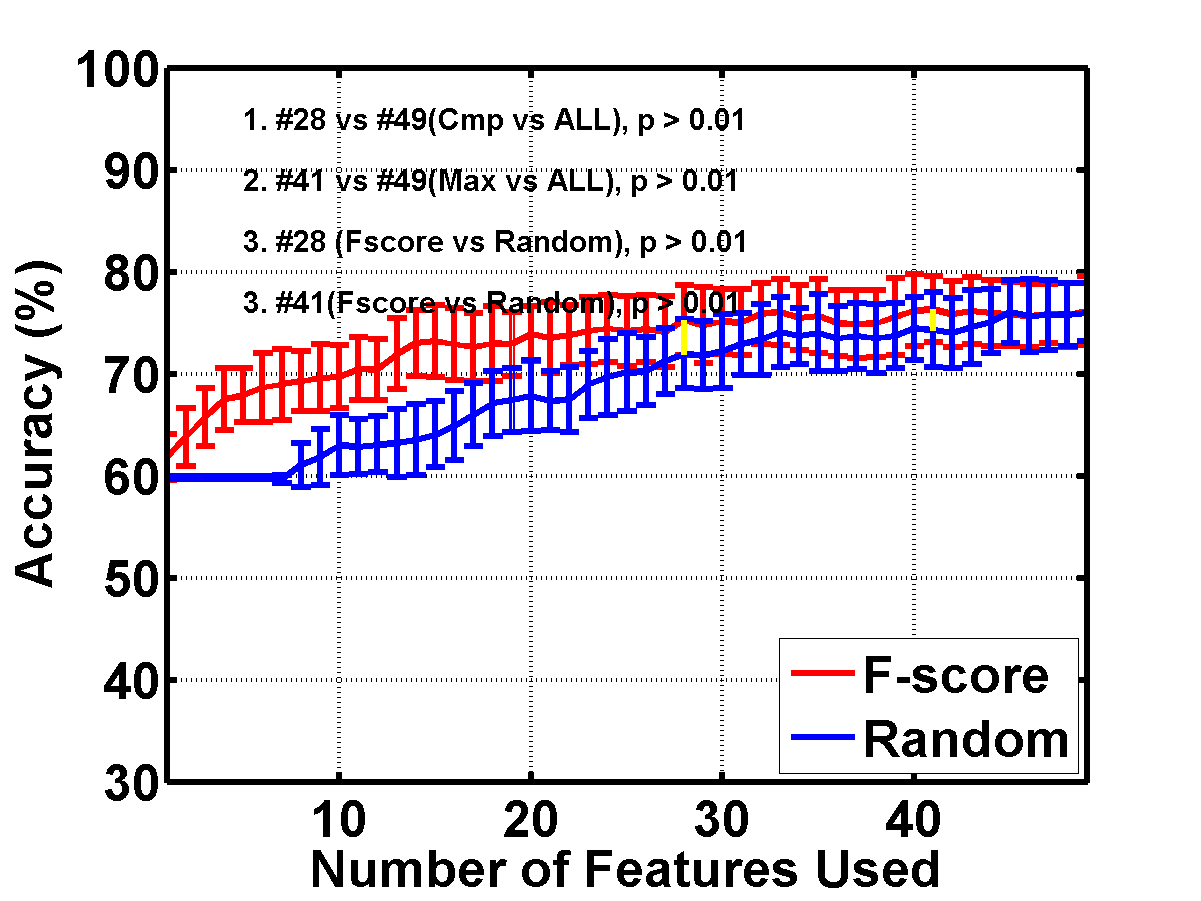 100
90
80
70
60
50
40
30
Accuracy (%)
1. #28 vs #49(Cmp vs ALL), p > 0.01
2. #41 vs #49(Max vs ALL), p > 0.01
3. #28 (Fscore vs Random), p > 0.01
3. #41(Fscore vs Random), p > 0.01
F-score
Random
10 20 30 40
Number of Features Used